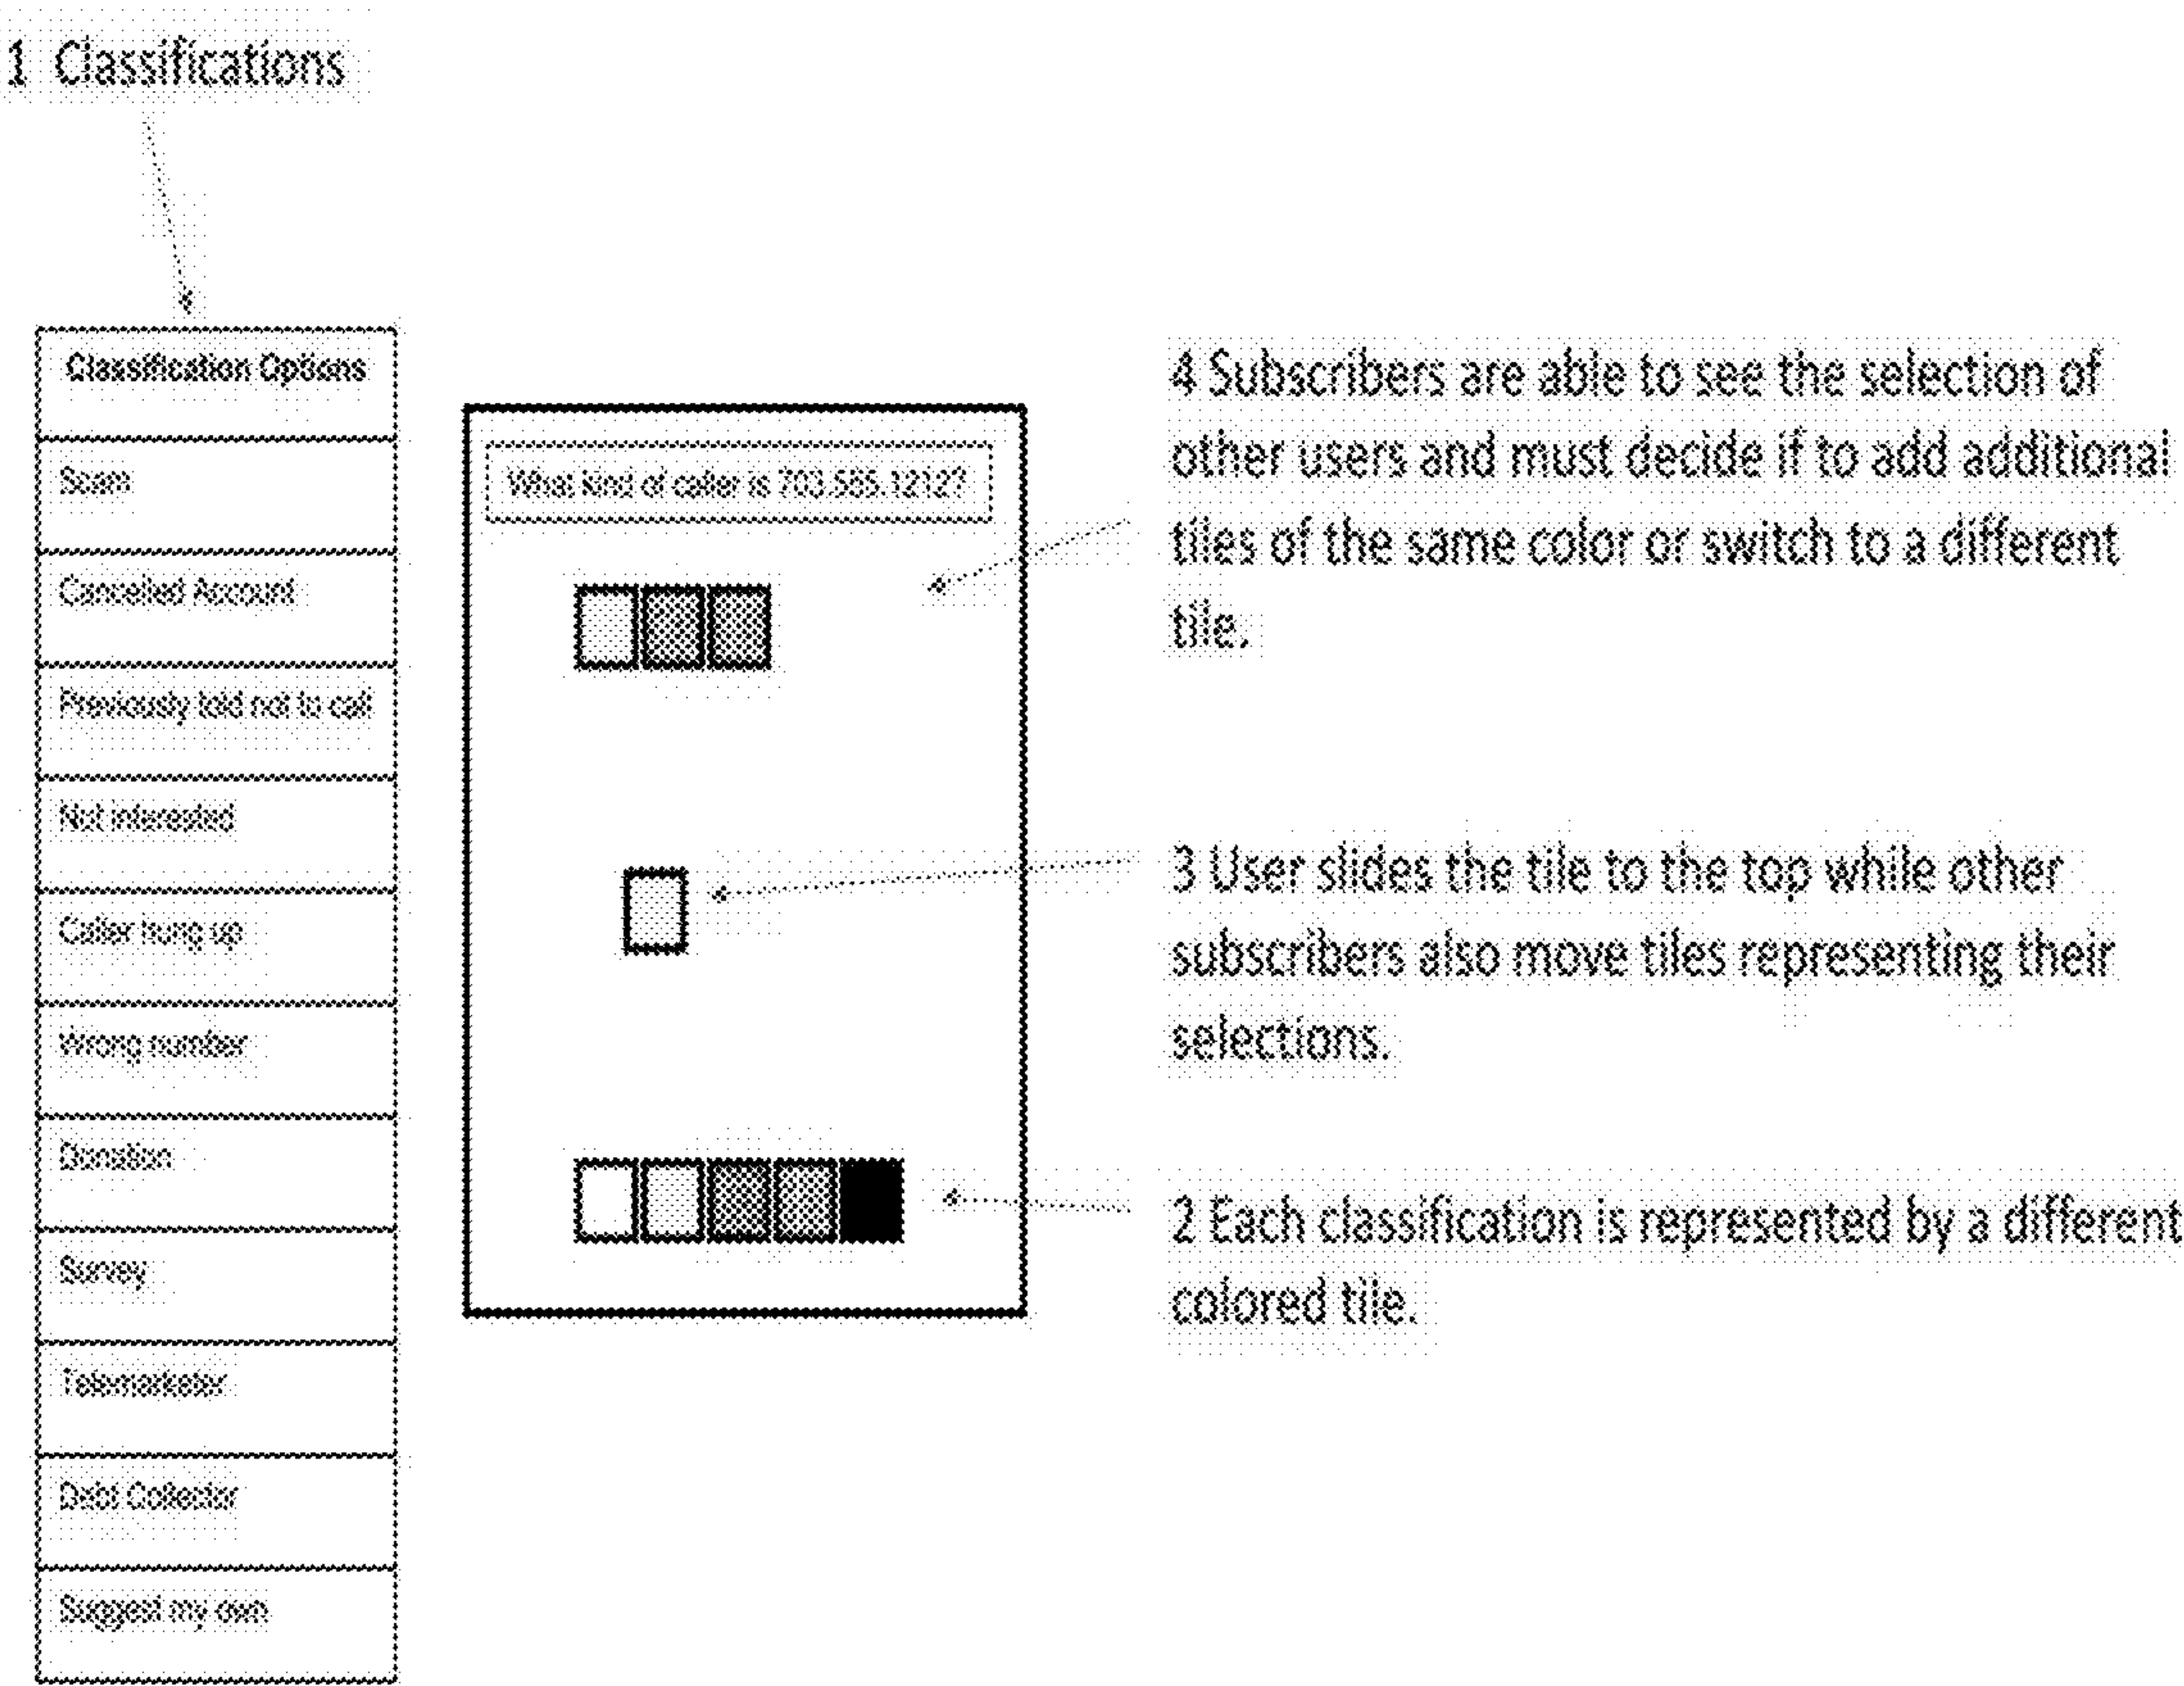 1 Classifications
Classification Options
Scam
Cancelled Account
Previously told not to call
Not interested
Caller hung up
Wrong number
Donation
Survey
Telemarketer
Debt Collector
Suggest my own
What kind of caller is 703.555.1212?
4 Subscribers are able to see the selection of
other users and must decide if to add additional
tiles of the same color or switch to a different
tile.
3 User slides the tile to the top while other
subscribers also move tiles representing their
selections.
2 Each classification is represented by a different
colored tile.